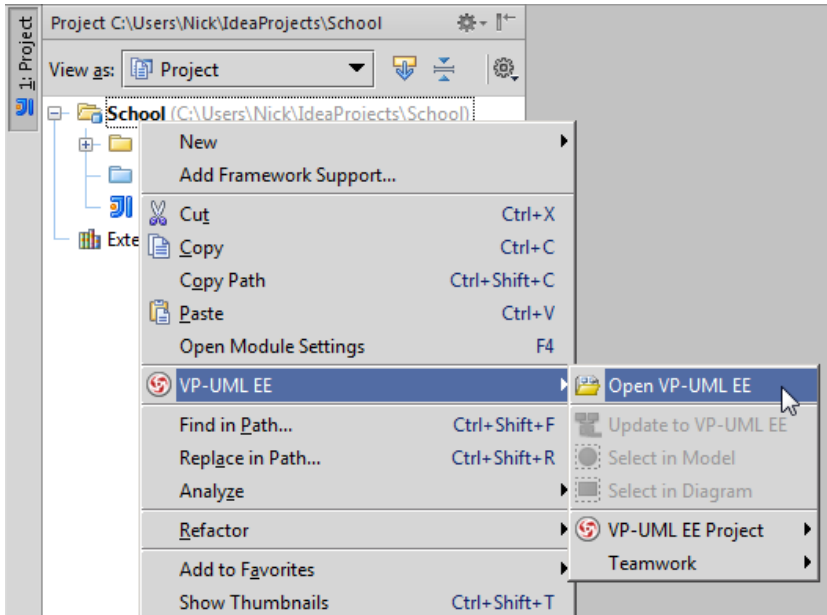 1: Project
Project C:\Users\Nick\IdeaProjects\School
View as: Project
School (C:\Users\Nick\IdeaProjects\School)
Exte
New
Add Framework Support...
Cut Ctrl+X
Copy Ctrl+C
Copy Path Ctrl+Shift+C
Paste Ctrl+V
Open Module Settings F4
VP-UML EE
Find in Path... Ctrl+Shift+F
Replace in Path... Ctrl+Shift+R
Analyze
Refactor
Add to Favorites
Show Thumbnails Ctrl+Shift+T
Open VP-UML EE
Update to VP-UML EE
Select in Model
Select in Diagram
VP-UML EE Project
Teamwork